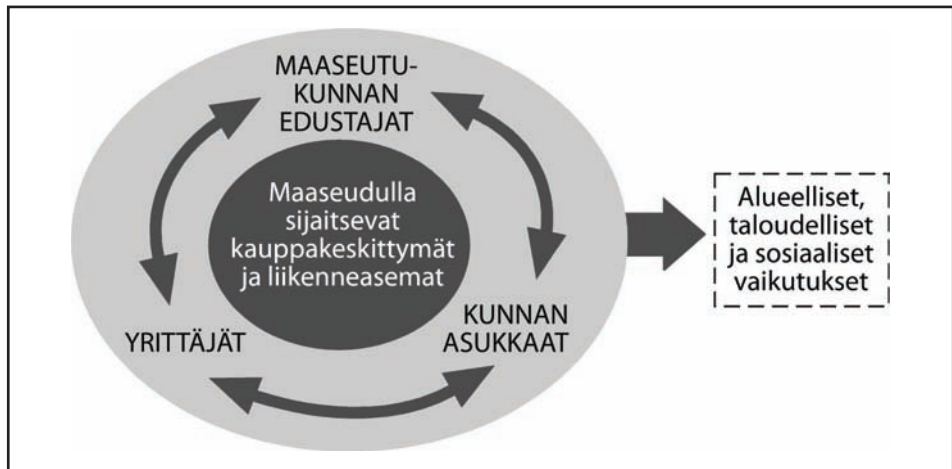 MAASEUTU-
KUNNAN
EDUSTAJAT
Maaseudulla
sijaitsevat
kauppakeskittymät
ja liikenneasemat
YRITTÄJÄT
KUNNAN
ASUKKAAT
Alueelliset,
taloudelliset
ja sosiaaliset
vaikutukset